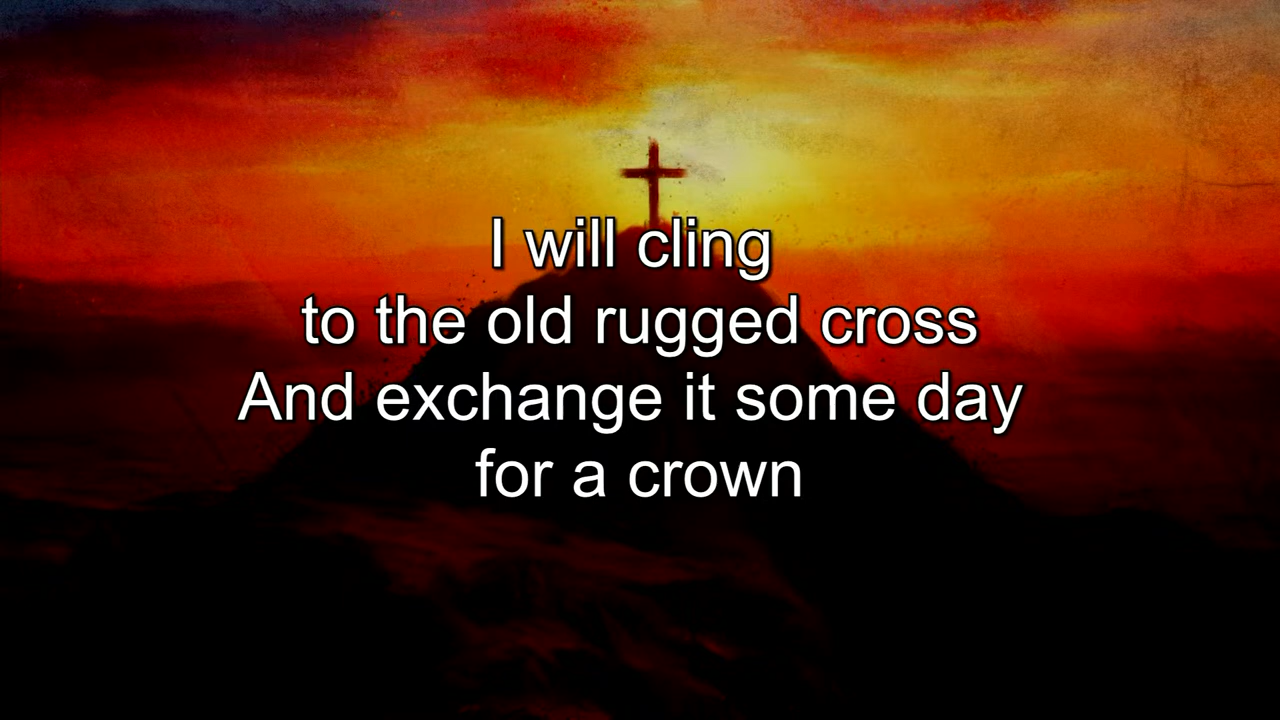 I will cling
to the old rugged cross
And exchange it some day
for a crown